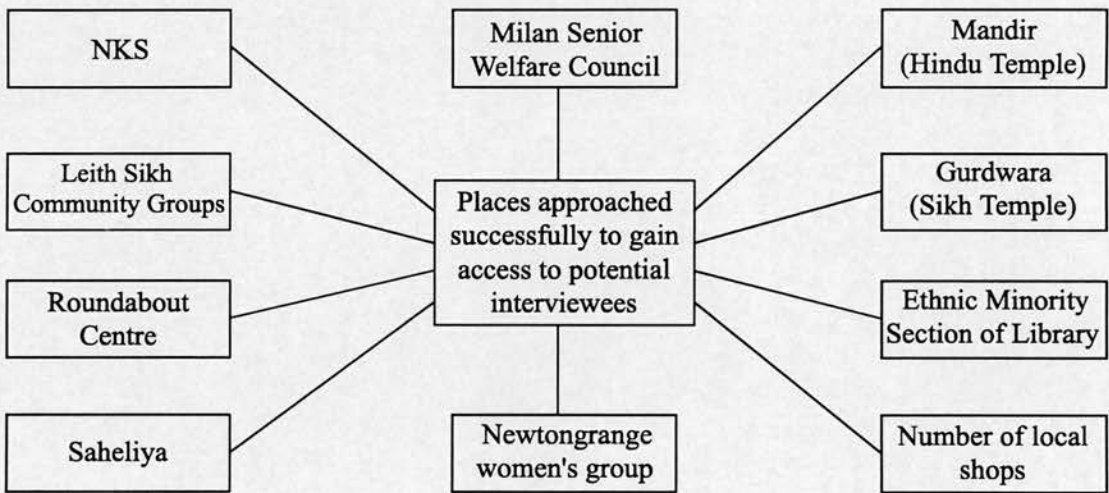 NKS
Milan Senior
Welfare Council
Mandir
(Hindu Temple)
Leith Sikh
Community Groups
Places approached
successfully to gain
access to potential
interviewees
Gurdwara
(Sikh Temple)
Roundabout
Centre
Ethnic Minority
Section of Library
Saheliya
Newtongrange
women's group
Number of local
shops